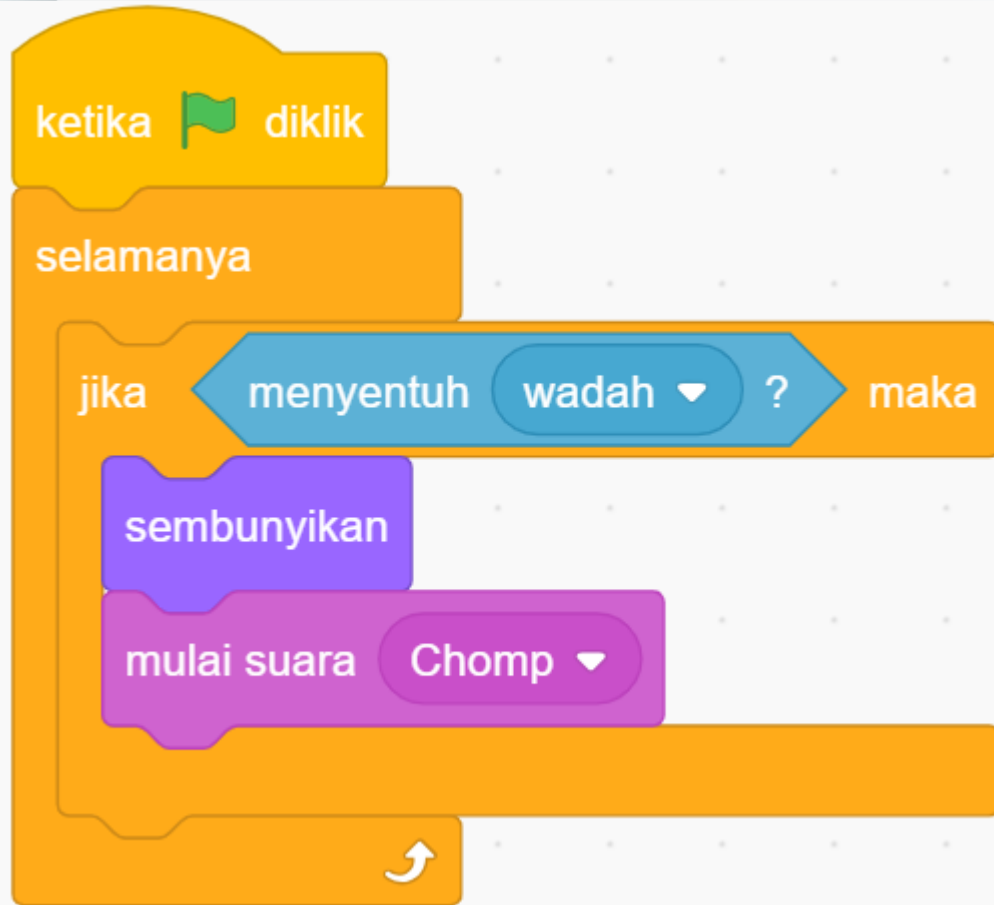 ketika diklik
selamanya
jika menyentuh wadah ? maka
sembunyikan
mulai suara Chomp